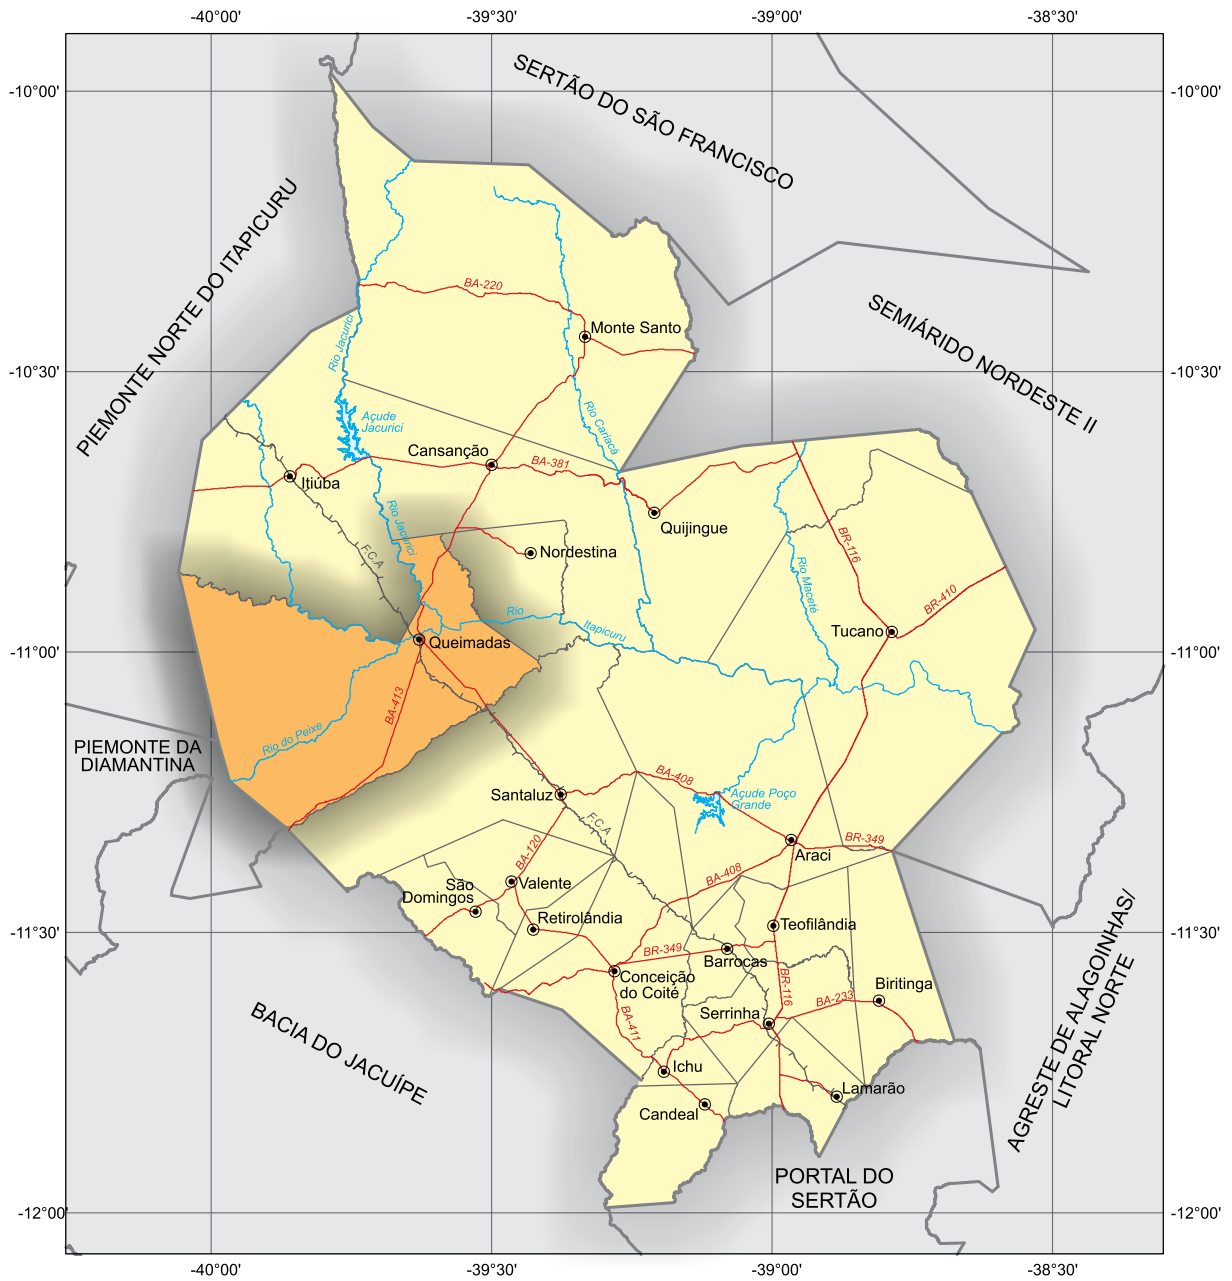 -40°00'
-39°30'
-39°00'
-38°30'
-10°00'
-10°00'
SERTÃO DO SÃO FRANCISCO
PIEMONTE NORTE DO ITAPICURU
BA-220
SEMIÁRIDO NORDESTE II
Rio Jacurici
Monte Santo
-10°30'
-10°30'
Açude
Jacurici
Rio Cariacá
Cansanção
BA-381
Itiúba
Quijingue
Rio Jacurici
F.C.A
Nordestina
BR-116
Rio Maceté
BR-410
Rio
Itapicuru
Tucano
Queimadas
-11°00'
-11°00'
BA-413
Rio do Peixe
PIEMONTE DA
DIAMANTINA
BA-408
Santaluz
Açude Poço
Grande
F.C.A
BR-349
Araci
BA-120
BA-408
São
Domingos
Valente
Retirolândia
Teofilândia
-11°30'
-11°30'
BR-349
Barrocas
Conceição
do Coité
BR-116
Biritinga
BA-233
Serrinha
BA-411
BACIA DO JACUÍPE
AGRESTE DE ALAGOINHAS/
LITORAL NORTE
Ichu
Lamarão
Candeal
PORTAL DO
SERTÃO
-12°00'
-12°00'
-40°00'
-39°30'
-39°00'
-38°30'